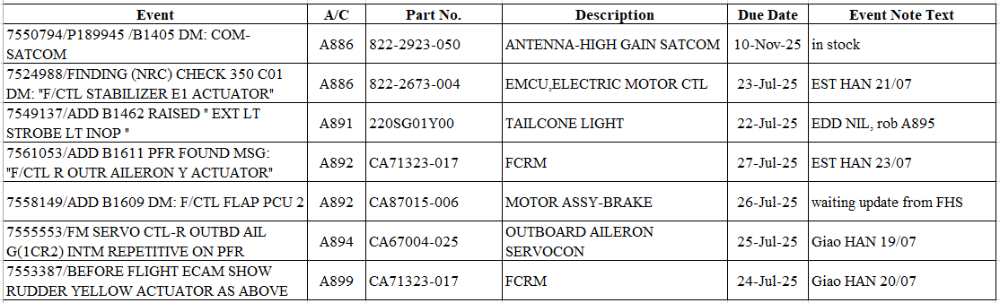 Event A/C Part No. Description Due Date Event Note Text
7550794/P189945 /B1405 DM: COM-
SATCOM A886 822-2923-050 ANTENNA-HIGH GAIN SATCOM 10-Nov-25 in stock
7524988/FINDING (NRC) CHECK 350 C01
DM: "F/CTL STABILIZER E1 ACTUATOR" A886 822-2673-004 EMCU,ELECTRIC MOTOR CTL 23-Jul-25 EST HAN 21/07
7549137/ADD B1462 RAISED " EXT LT
STROBE LT INOP " A891 220SG01Y00 TAILCONE LIGHT 22-Jul-25 EDD NIL, rob A895
7561053/ADD B1611 PFR FOUND MSG:
"F/CTL R OUTR AILERON Y ACTUATOR" A892 CA71323-017 FCRM 27-Jul-25 EST HAN 23/07
7558149/ADD B1609 DM: F/CTL FLAP PCU 2 A892 CA87015-006 MOTOR ASSY-BRAKE 26-Jul-25 waiting update from FHS
7555553/FM SERVO CTL-R OUTBD AIL
G(1CR2) INTM REPETITIVE ON PFR A894 CA67004-025 OUTBOARD AILERON
SERVOCON 25-Jul-25 Giao HAN 19/07
7553387/BEFORE FLIGHT ECAM SHOW
RUDDER YELLOW ACTUATOR AS ABOVE A899 CA71323-017 FCRM 24-Jul-25 Giao HAN 20/07